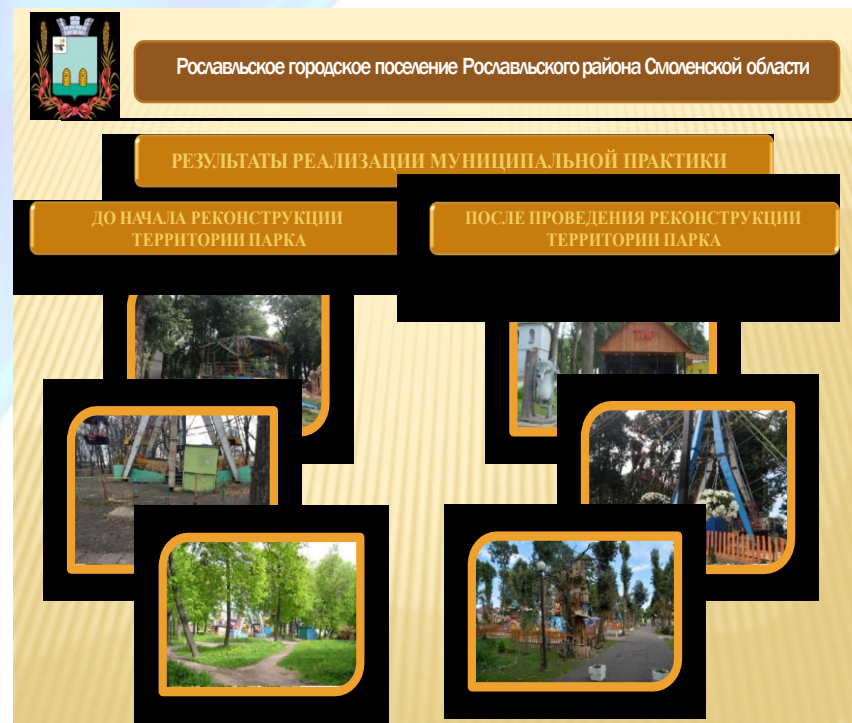 Рославльское городское поселение Рославльского района Смоленской области
РЕЗУЛЬТАТЫ РЕАЛИЗАЦИИ МУНИЦИПАЛЬНОЙ ПРАКТИКИ
ДО НАЧАЛА РЕКОНСТРУКЦИИ
ТЕРРИТОРИИ ПАРКА
ПОСЛЕ ПРОВЕДЕНИЯ РЕКОНСТРУКЦИИ
ТЕРРИТОРИИ ПАРКА
ТИР